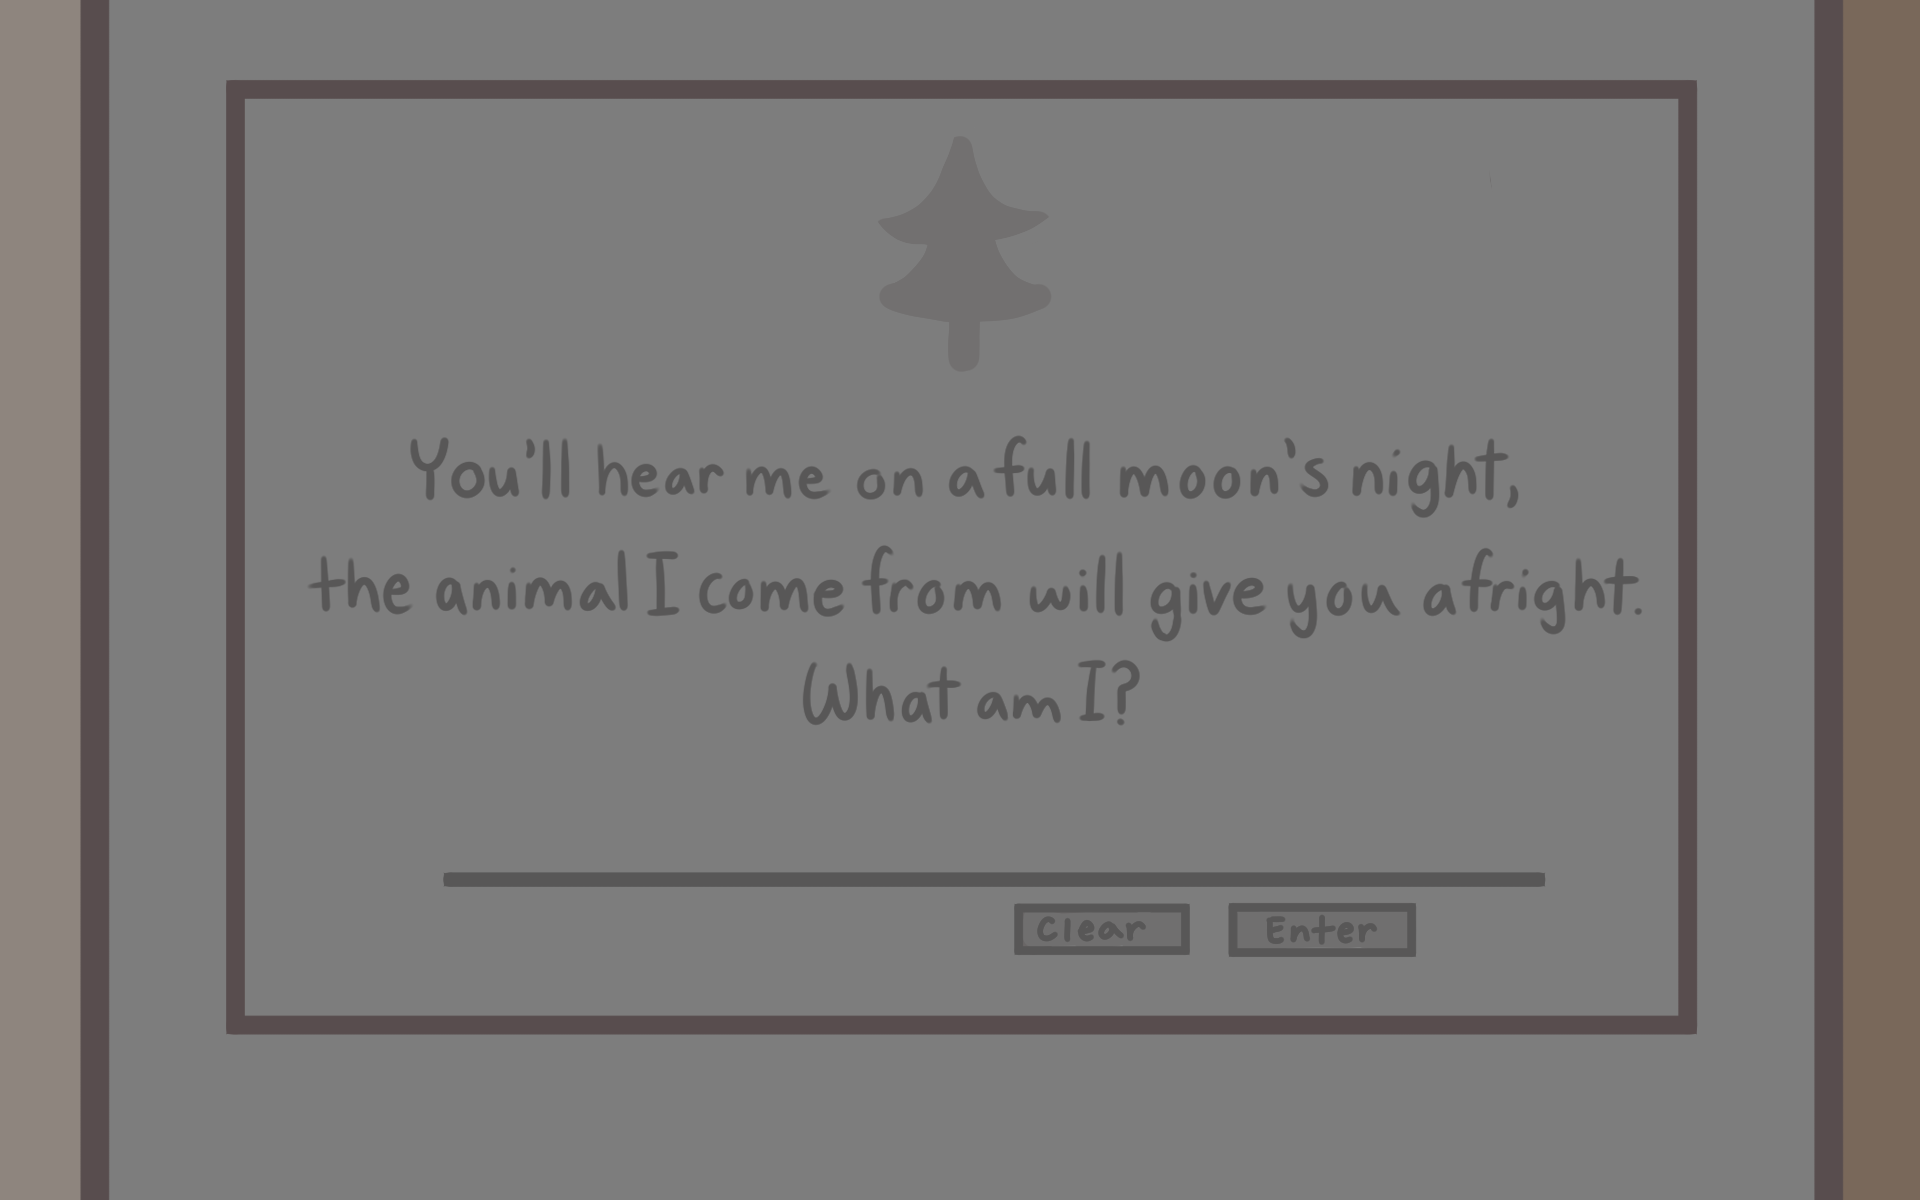 You'll hear me on a full moon's night,
the animal I come from will give you afright.
What am I?
Clear
Enter